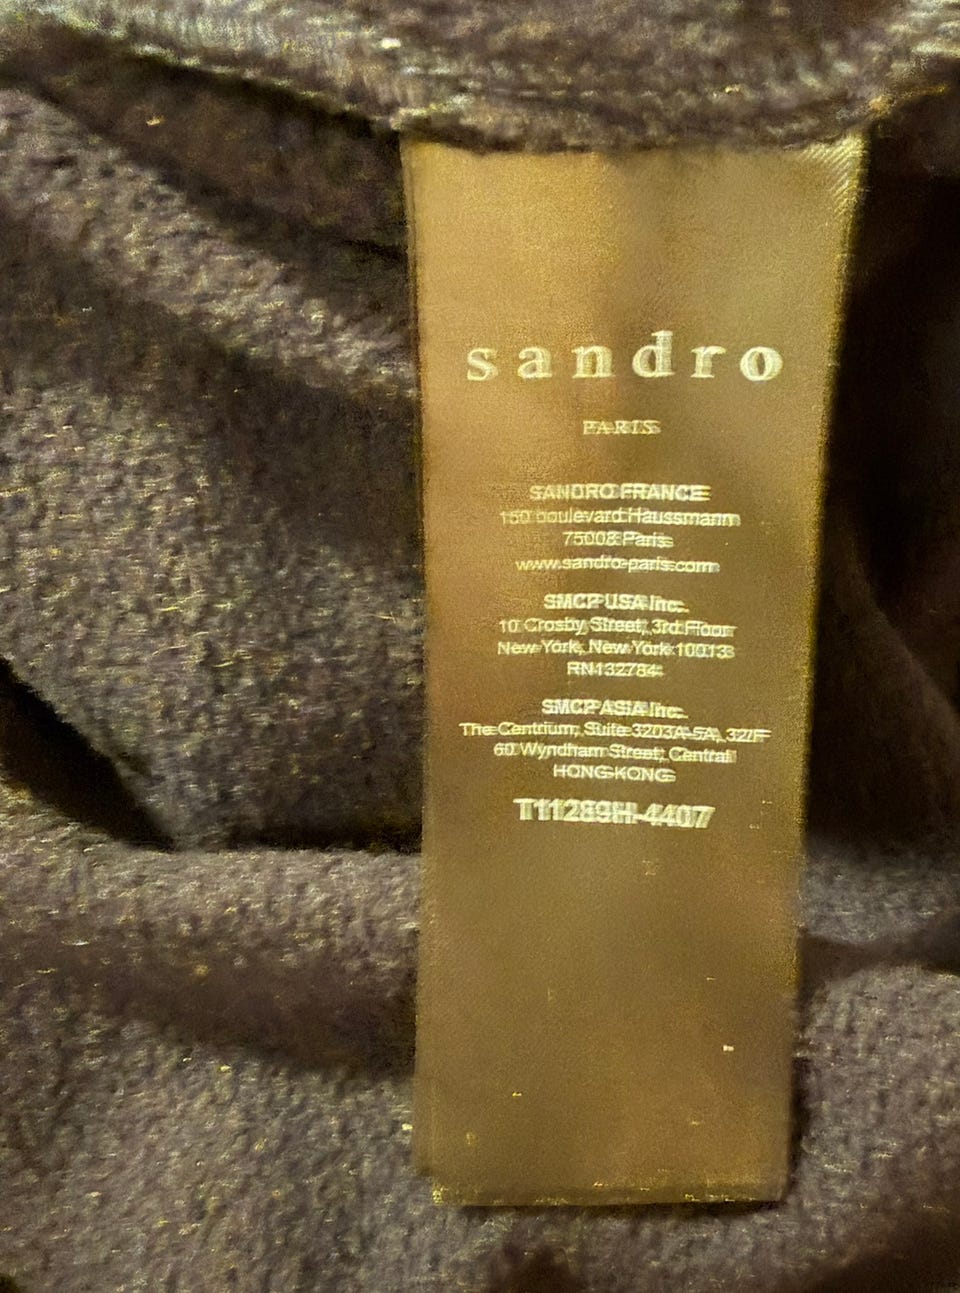 sandro
PARIS
SANDRO FRANCE
150 boulevard Haussmann
75008 Paris
www.sandro-paris.com
SMCP USA Inc.
10 Crosby Street, 3rd Floor
New York, New York 10013
RN132784
SMCP ASIA Inc.
The Centrium, Suite 3203A-5A, 32/F
60 Wyndham Street, Central
HONG-KONG
T11289H-4407